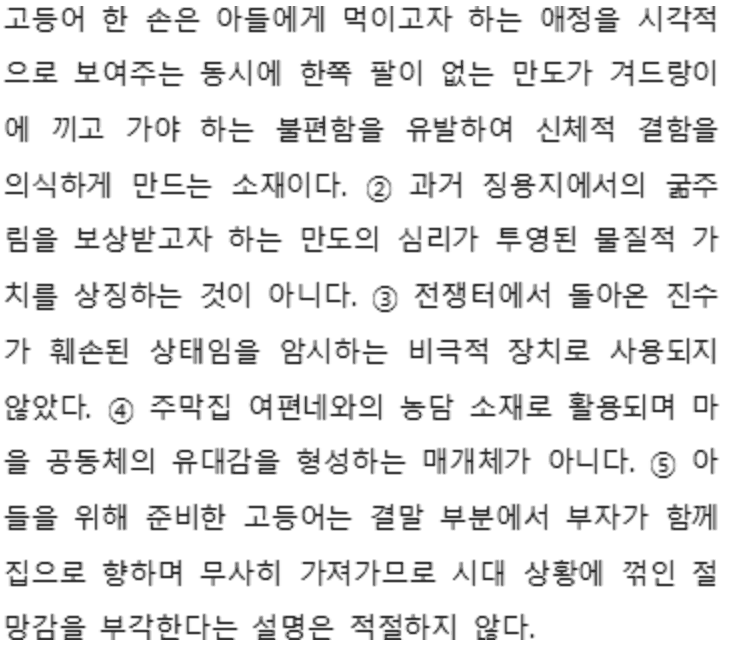 고등어 한 손은 아들에게 먹이고자 하는 애정을 시각적
으로 보여주는 동시에 한쪽 팔이 없는 만도가 겨드랑이
에 끼고 가야 하는 불편함을 유발하여 신체적 결함을
의식하게 만드는 소재이다. ② 과거 징용지에서의 굶주
림을 보상받고자 하는 만도의 심리가 투영된 물질적 가
치를 상징하는 것이 아니다. ③ 전쟁터에서 돌아온 진수
가 훼손된 상태임을 암시하는 비극적 장치로 사용되지
않았다. ④ 주막집 여편네와의 농담 소재로 활용되며 마
을 공동체의 유대감을 형성하는 매개체가 아니다. ⑤ 아
들을 위해 준비한 고등어는 결말 부분에서 부자가 함께
집으로 향하며 무사히 가져가므로 시대 상황에 꺾인 절
망감을 부각한다는 설명은 적절하지 않다.